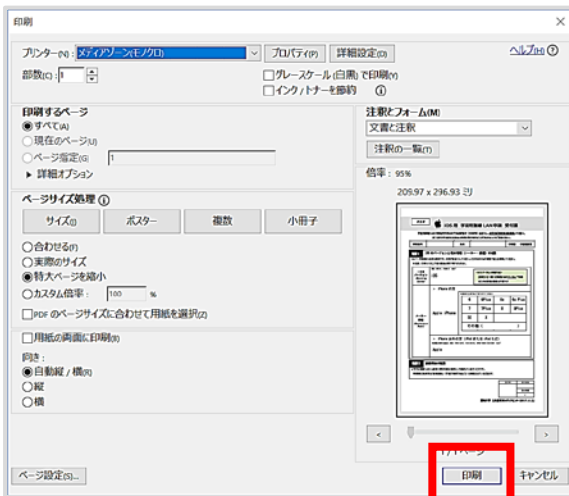 印刷
プリンター(N): メディアゾーン(モノクロ) プロパティ(P) 詳細設定(D) ヘルプ(H)
部数(C): 1 グレースケール(白黒)で印刷(Y)
インク/トナーを節約
印刷するページ
すべて(A)
現在のページ(U)
ページ指定(G) 1
詳細オプション
注釈とフォーム(M)
文書と注釈
注釈の一覧(T)
倍率: 95%
209.97 x 296.93 ミリ
ページサイズ処理
サイズ(I) ポスター 複数 小冊子
合わせる(F)
実際のサイズ
特大ページを縮小
カスタム倍率: 100 %
PDF のページサイズに合わせて用紙を選択(Z)
用紙の両面に印刷(B)
向き:
自動縦/横(R)
縦
横
< >
1/1ページ
ページ設定(S)... 印刷 キャンセル